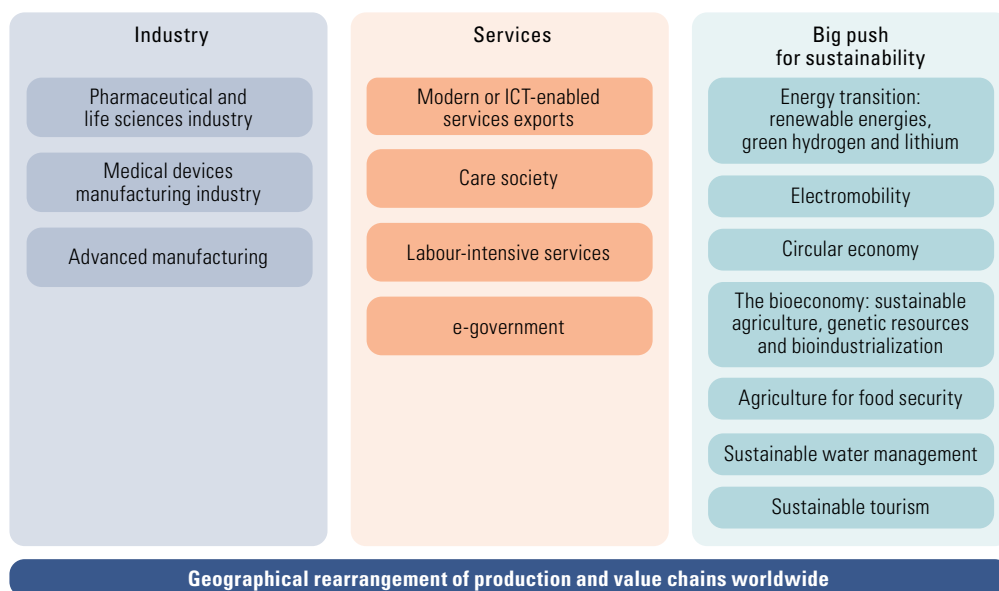 Industry
Pharmaceutical and
life sciences industry
Medical devices
manufacturing industry
Advanced manufacturing
Services
Modern or ICT-enabled
services exports
Care society
Labour-intensive services
e-government
Big push
for sustainability
Energy transition:
renewable energies,
green hydrogen and lithium
Electromobility
Circular economy
The bioeconomy: sustainable
agriculture, genetic resources
and bioindustrialization
Agriculture for food security
Sustainable water management
Sustainable tourism
Geographical rearrangement of production and value chains worldwide